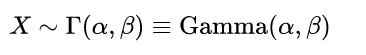 X ∼ Γ(α, β) ≡ Gamma(α, β)